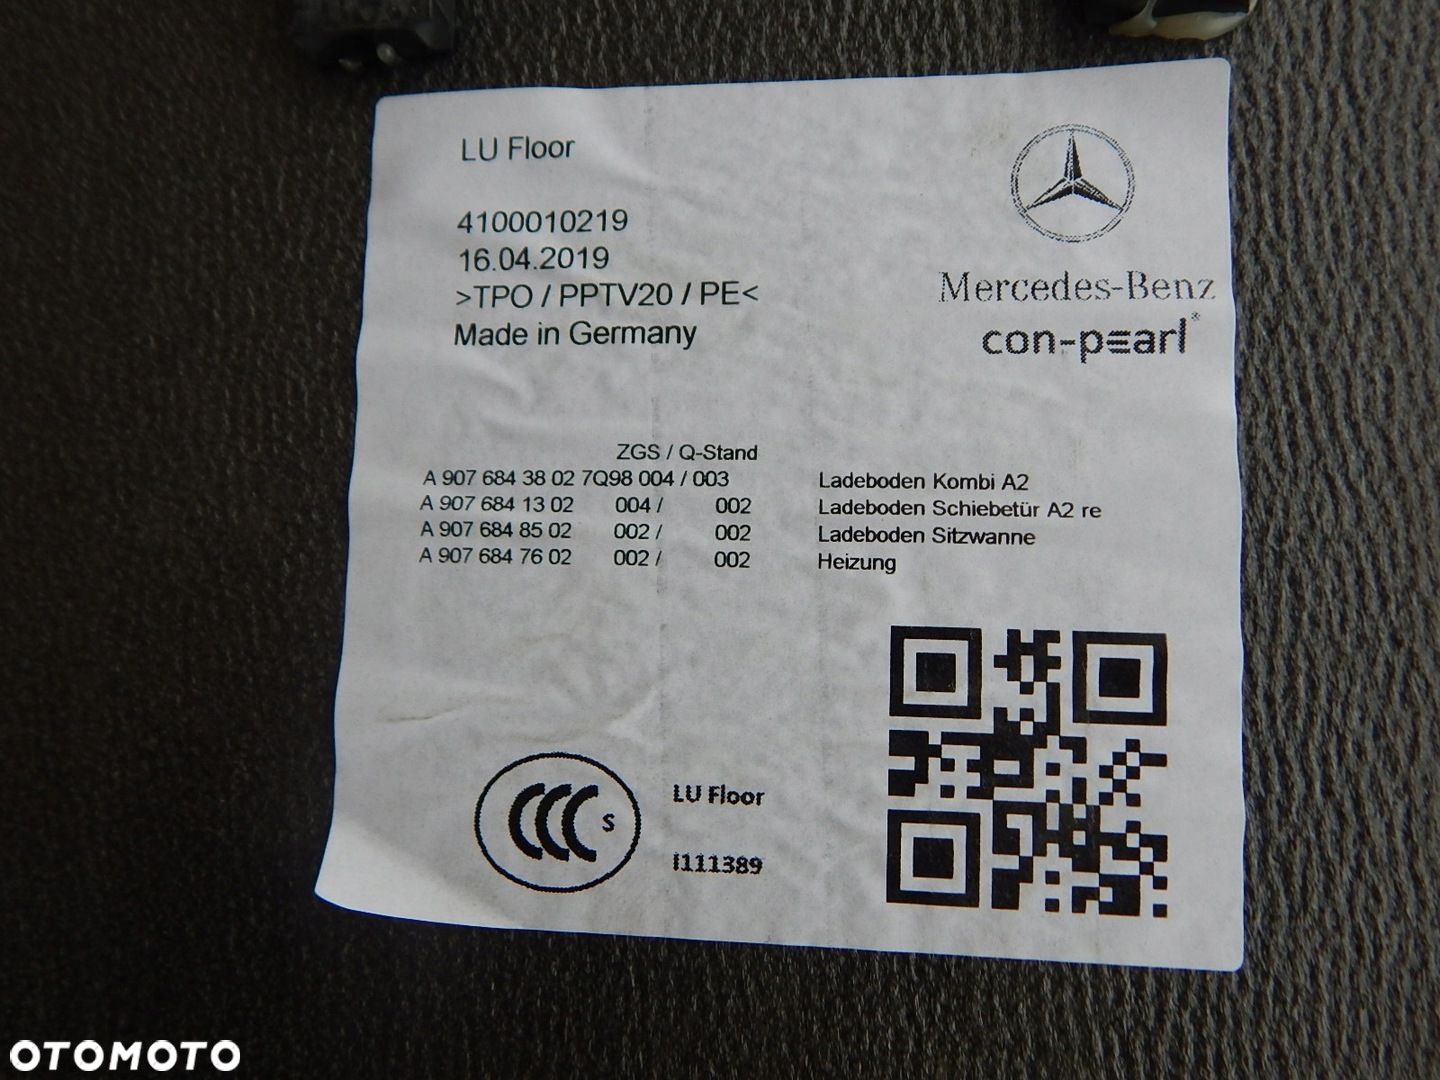 LU Floor
4100010219
16.04.2019
>TPO / PPTV20 / PE<
Made in Germany
Mercedes-Benz
con-pearl®
ZGS / Q-Stand
A 907 684 38 02 7Q98 004 / 003 Ladeboden Kombi A2
A 907 684 13 02 004 / 002 Ladeboden Schiebetür A2 re
A 907 684 85 02 002 / 002 Ladeboden Sitzwanne
A 907 684 76 02 002 / 002 Heizung
CCC S
LU Floor
I111389
OTOMOTO